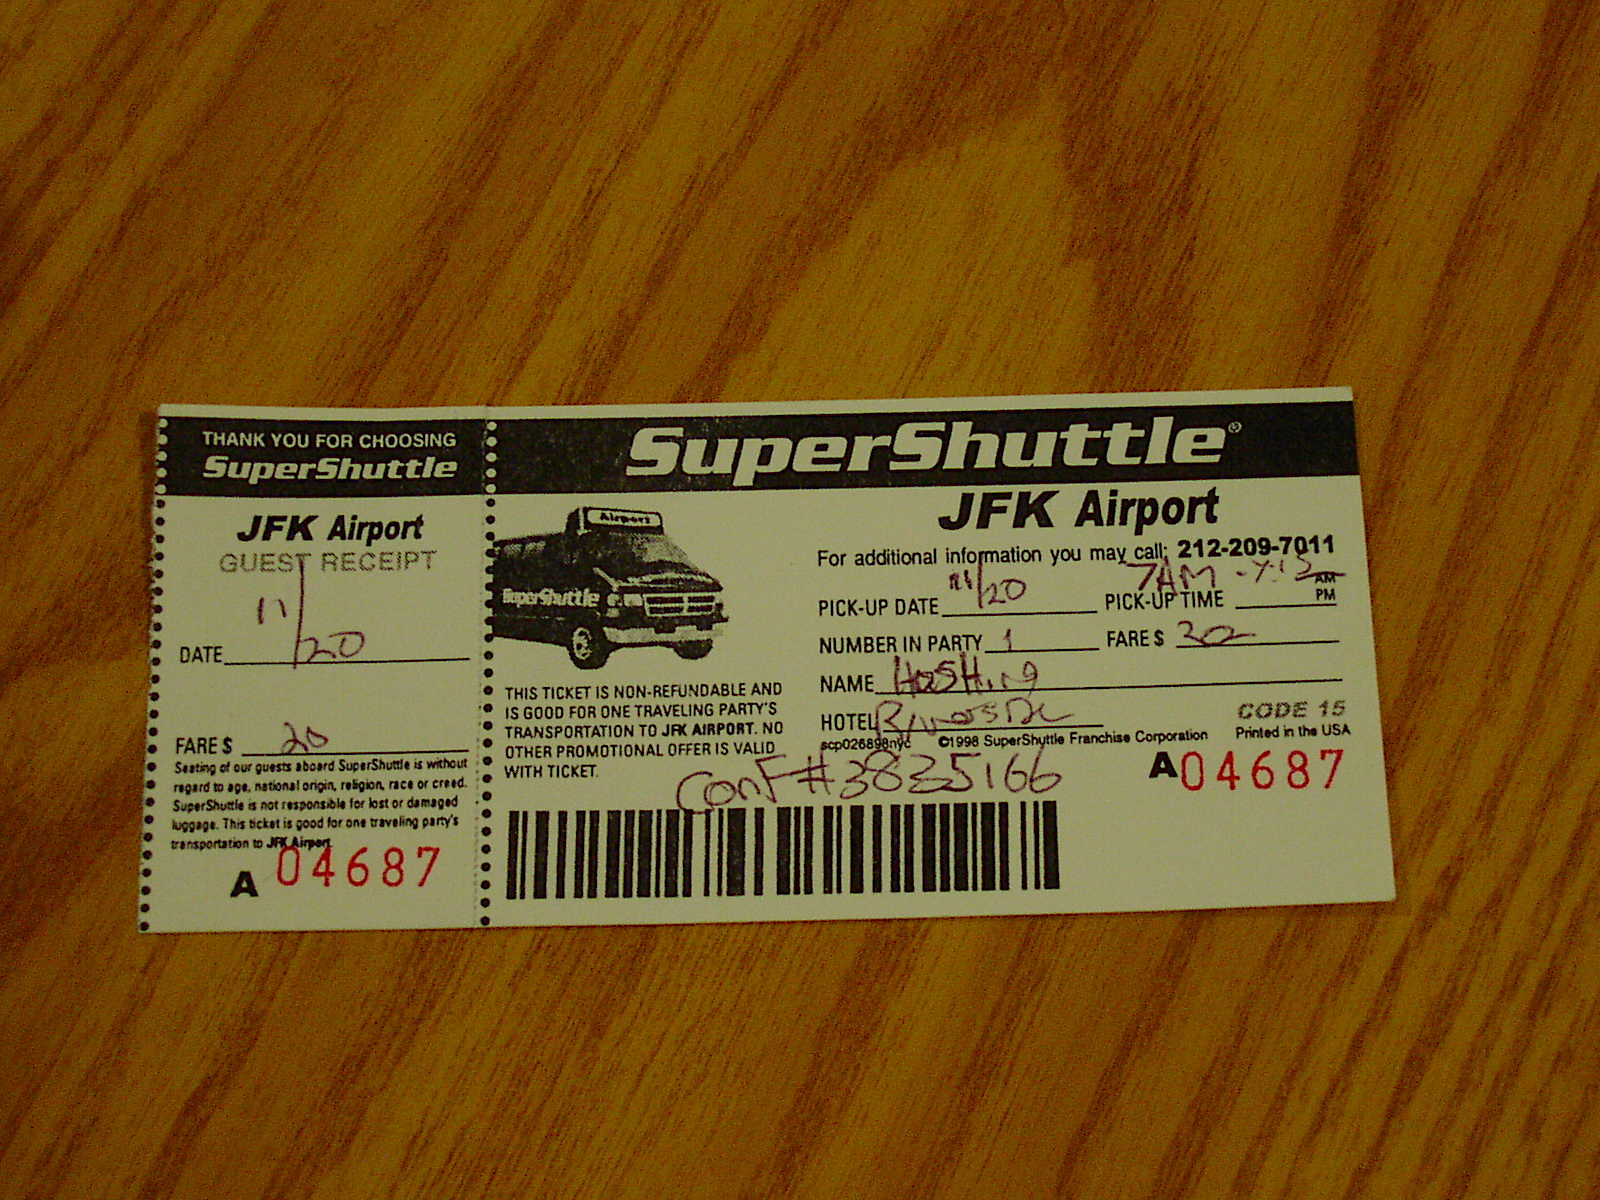 THANK YOU FOR CHOOSING
SuperShuttle
JFK Airport
GUEST RECEIPT
DATE 11/20
FARE $ 20
Seating of our guests aboard SuperShuttle is without
regard to age, national origin, religion, race or creed.
SuperShuttle is not responsible for lost or damaged
luggage. This ticket is good for one traveling party's
transportation to JFK Airport.
A 04687
SuperShuttle®
JFK Airport
Airport
SuperShuttle
For additional information you may call: 212-209-7011
PICK-UP DATE 11/20 PICK-UP TIME 7AM - 7:15 AM
PM
NUMBER IN PARTY 1 FARE $
NAME
HOTEL
CODE 15
scp026898nyc ©1998 SuperShuttle Franchise Corporation Printed in the USA
THIS TICKET IS NON-REFUNDABLE AND
IS GOOD FOR ONE TRAVELING PARTY'S
TRANSPORTATION TO JFK AIRPORT. NO
OTHER PROMOTIONAL OFFER IS VALID
WITH TICKET.
Conf # 3835166
A04687